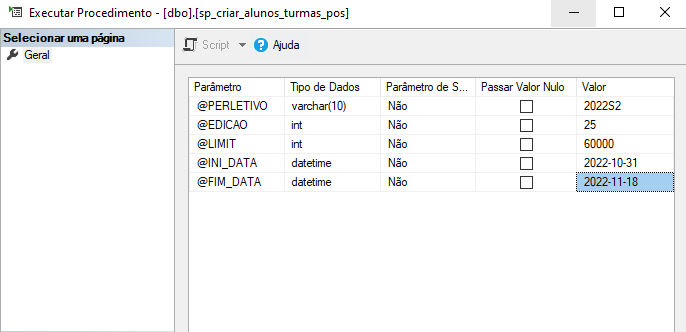 Executar Procedimento - [dbo].[sp_criar_alunos_turmas_pos]
Selecionar uma página
Geral
Script Ajuda
Parâmetro Tipo de Dados Parâmetro de S... Passar Valor Nulo Valor
@PERLETIVO varchar(10) Não 2022S2
@EDICAO int Não 25
@LIMIT int Não 60000
@INI_DATA datetime Não 2022-10-31
@FIM_DATA datetime Não 2022-11-18